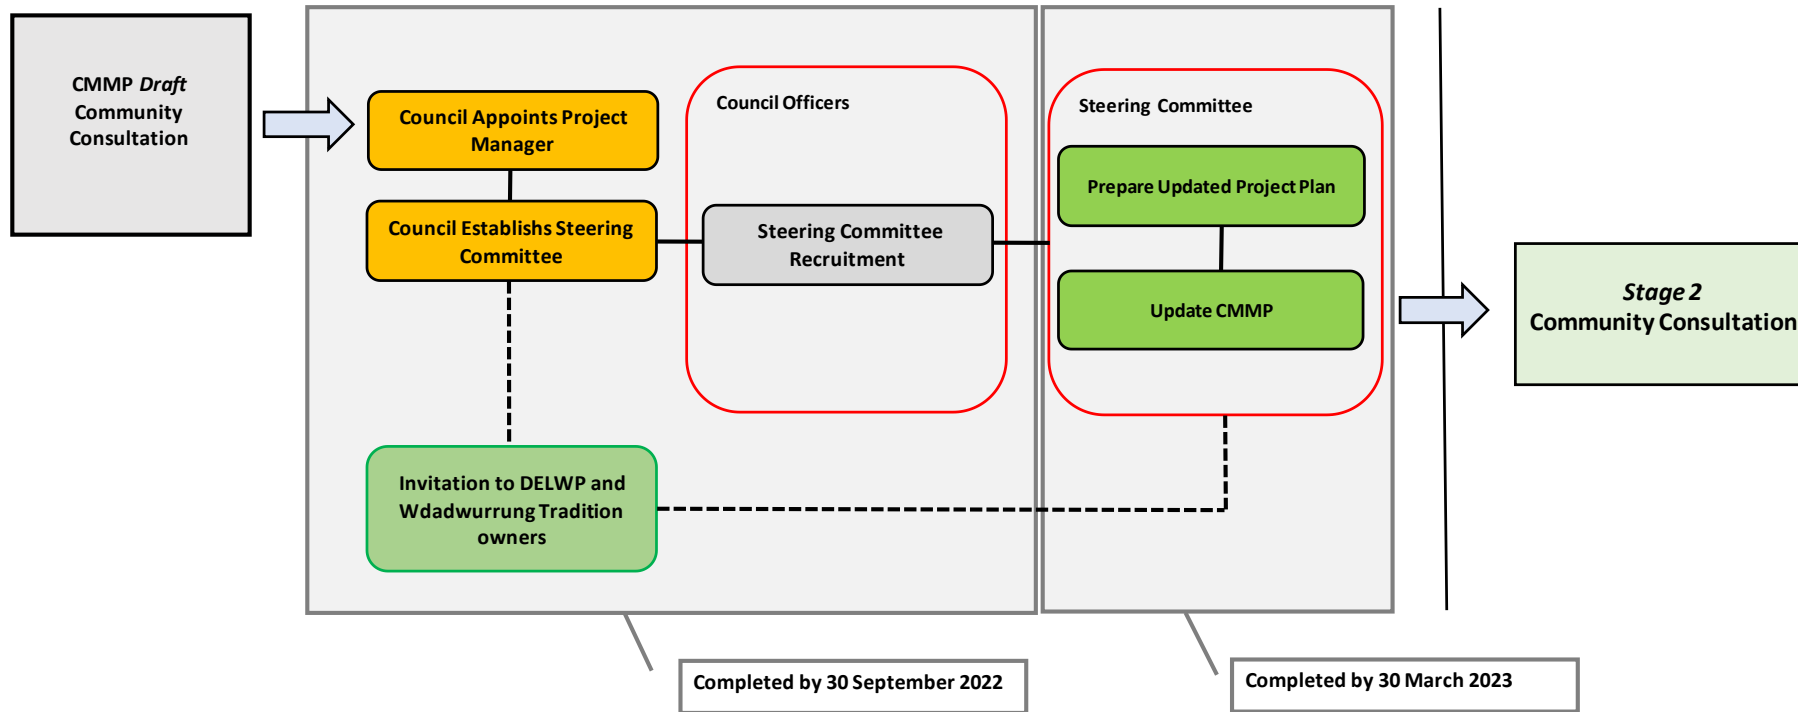 CMMP Draft
Community
Consultation
Council Appoints Project
Manager
Council Establishs Steering
Committee
Invitation to DELWP and
Wdadwurrung Tradition
owners
Council Officers
Steering Committee
Recruitment
Steering Committee
Prepare Updated Project Plan
Update CMMP
Stage 2
Community Consultation
Completed by 30 September 2022
Completed by 30 March 2023